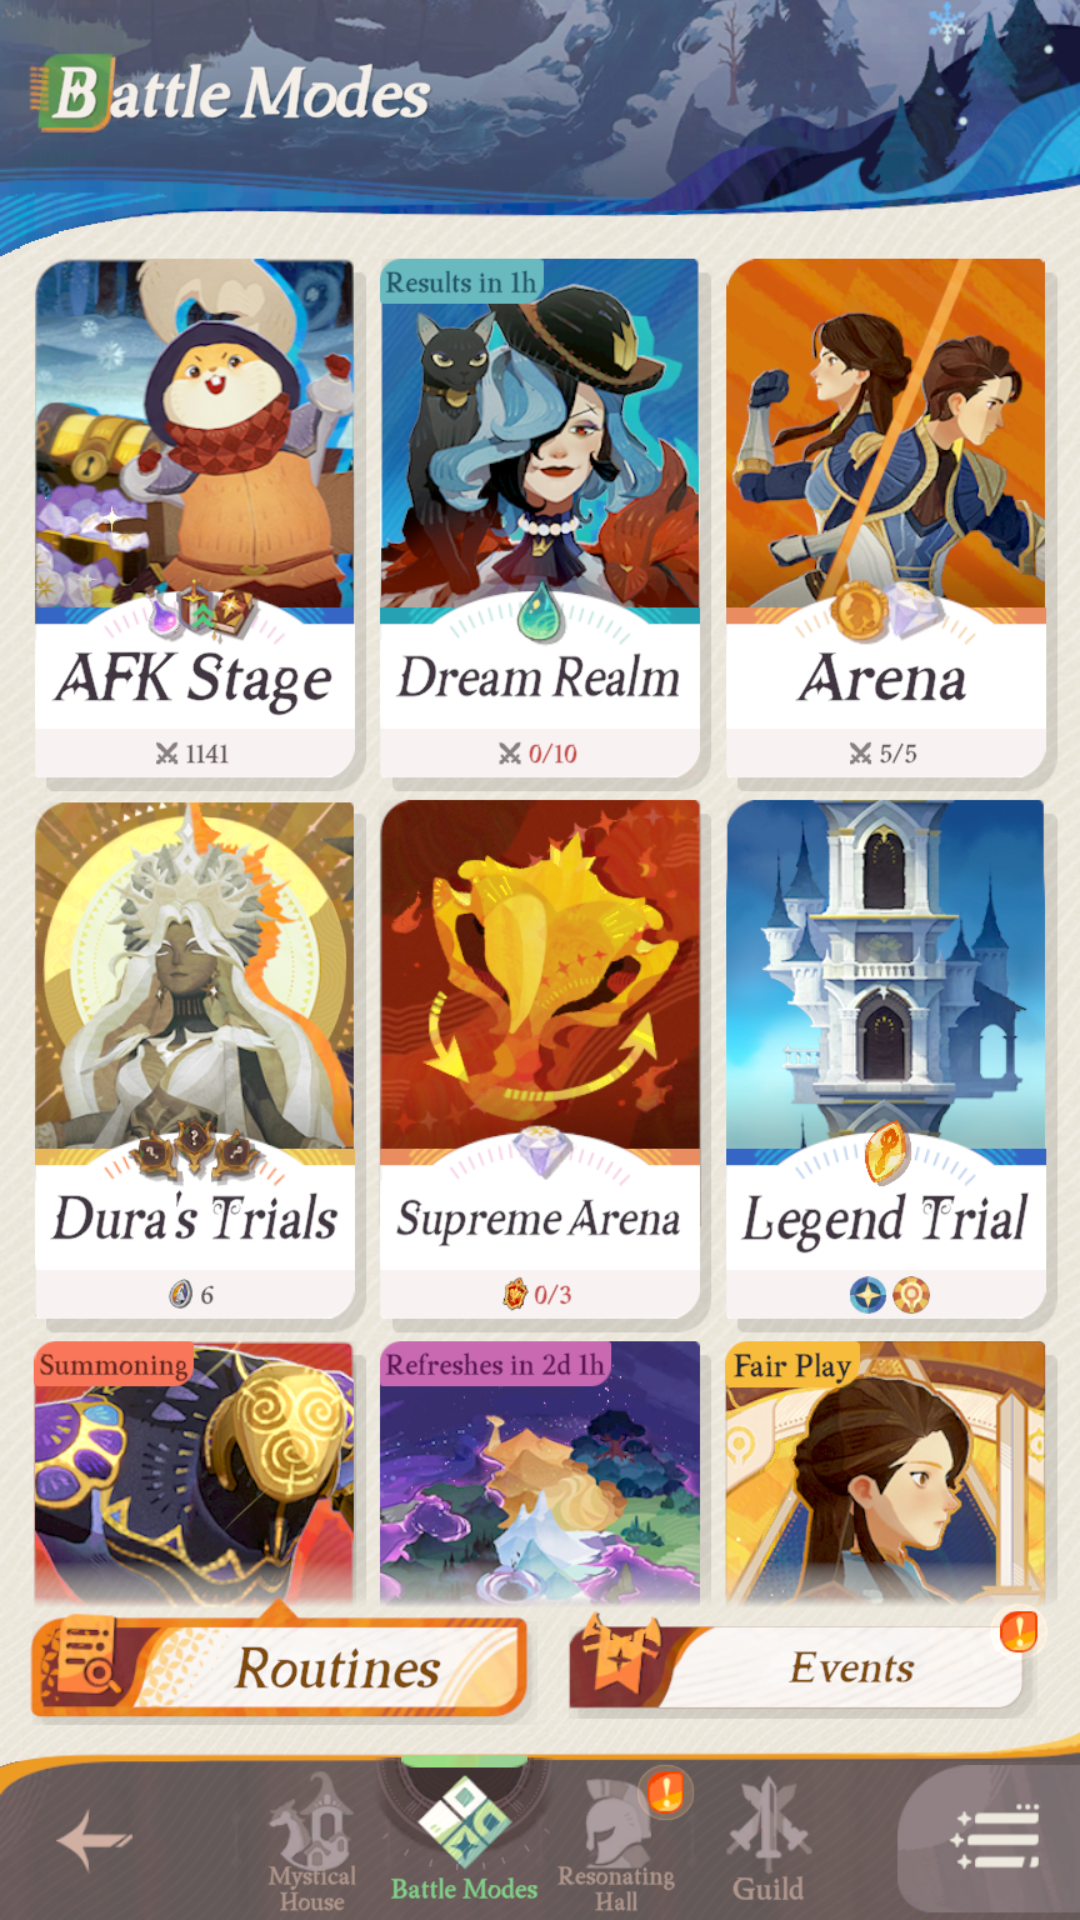 Battle Modes
AFK Stage
1141
Results in 1h
Dream Realm
0/10
Arena
5/5
Dura's Trials
6
Supreme Arena
0/3
Legend Trial
Summoning
Refreshes in 2d 1h
Fair Play
Routines
Events
Mystical
House
Battle Modes
Resonating
Hall
Guild